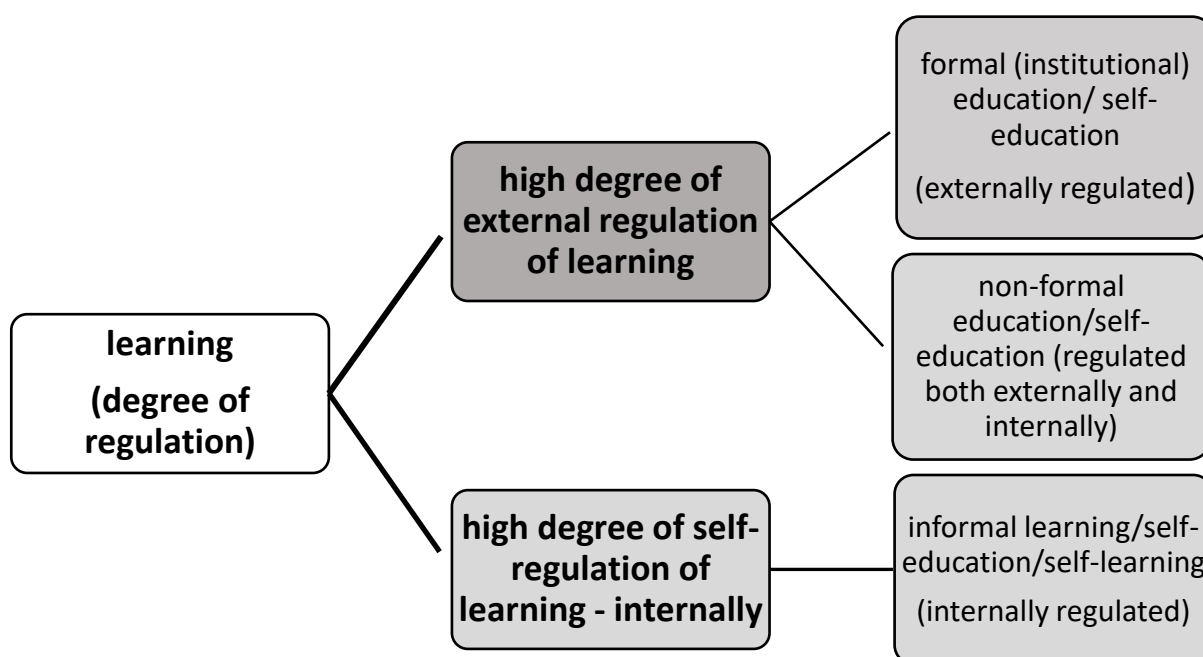 learning
(degree of
regulation)
high degree of
external regulation
of learning
high degree of self-
regulation of
learning - internally
formal (institutional)
education/ self-
education
(externally regulated)
non-formal
education/self-
education (regulated
both externally and
internally)
informal learning/self-
education/self-learning
(internally regulated)